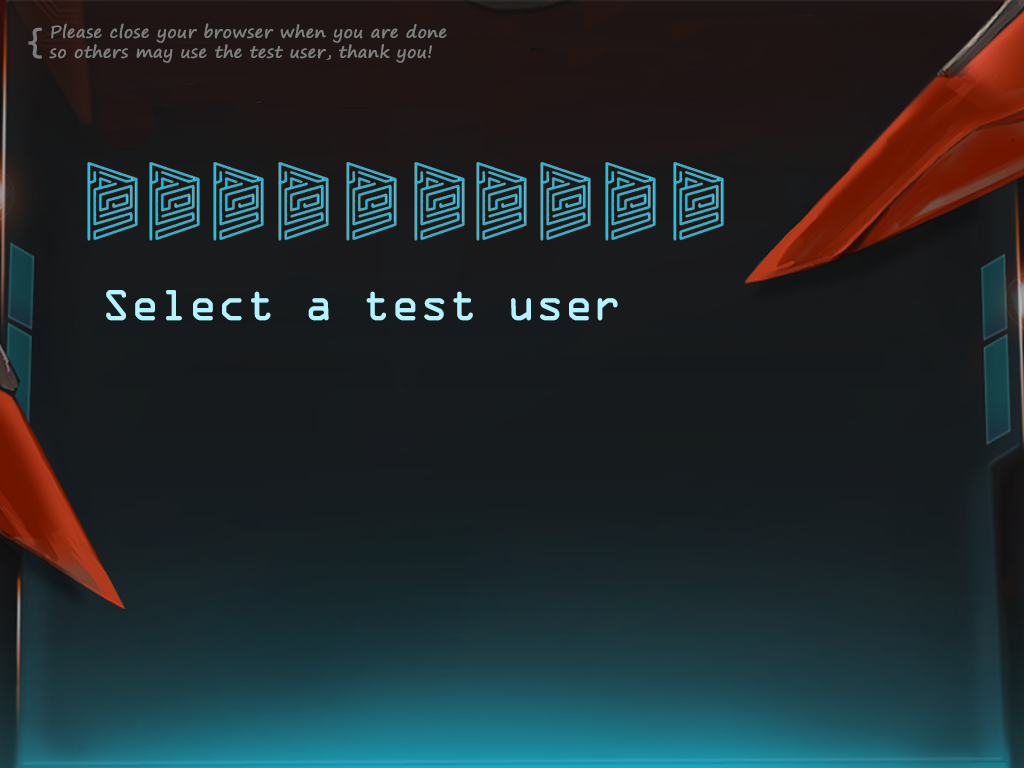 Please close your browser when you are done
so others may use the test user, thank you!
Select a test user